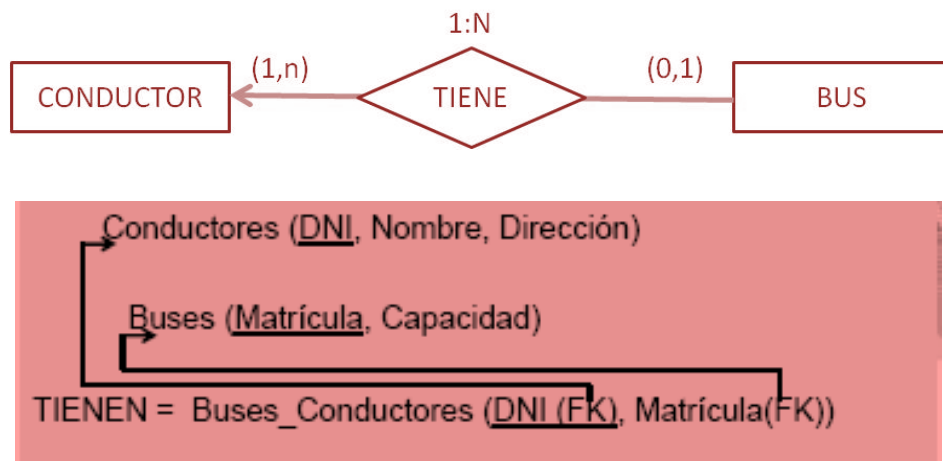 1:N
(1,n)
(0,1)
CONDUCTOR
TIENE
BUS
Conductores (DNI, Nombre, Dirección)
Buses (Matrícula, Capacidad)
TIENEN = Buses_Conductores (DNI (FK), Matrícula(FK))